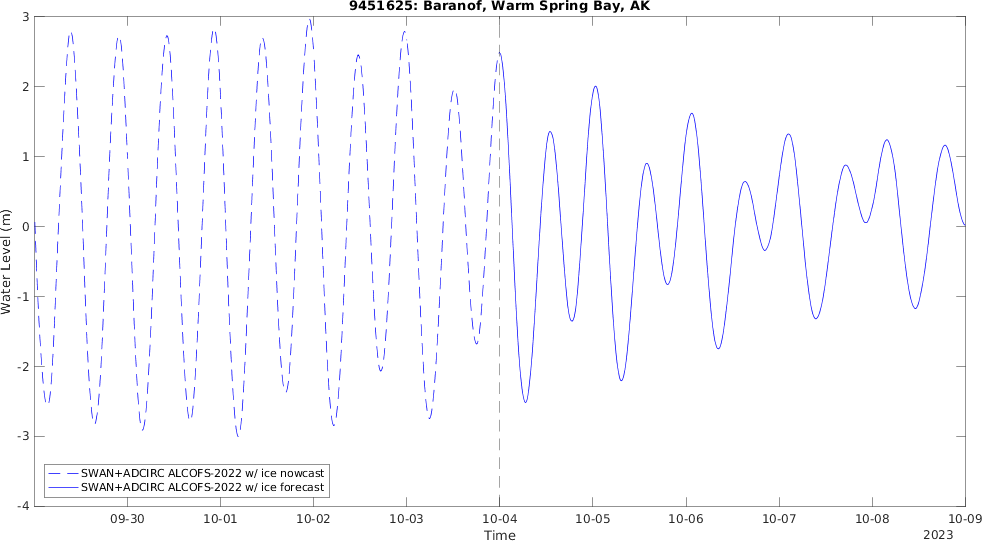 9451625: Baranof, Warm Spring Bay, AK
3
2
1
0
-1
-2
-3
-4
Water Level (m)
SWAN+ADCIRC ALCOFS-2022 w/ ice nowcast
SWAN+ADCIRC ALCOFS-2022 w/ ice forecast
09-30 10-01 10-02 10-03 10-04 10-05 10-06 10-07 10-08 10-09
Time
2023